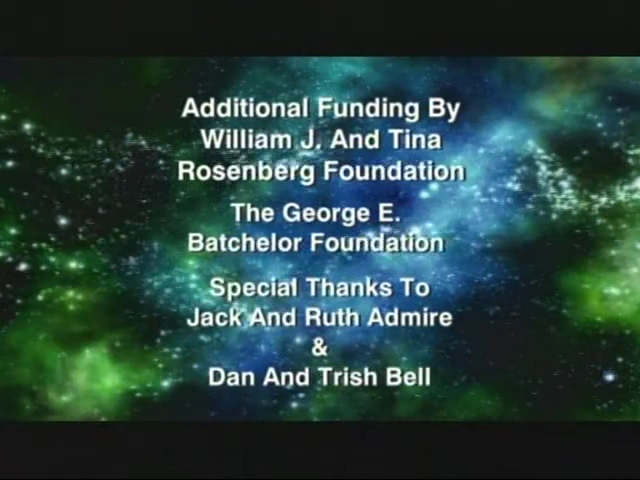 Additional Funding By
William J. And Tina
Rosenberg Foundation
The George E.
Batchelor Foundation
Special Thanks To
Jack And Ruth Admire
&
Dan And Trish Bell